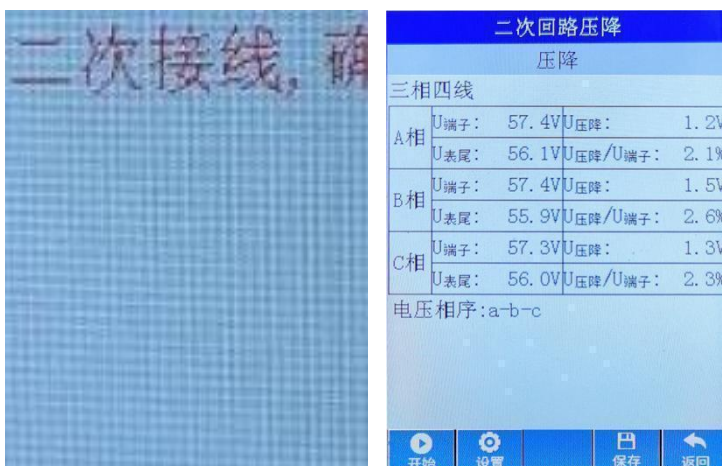 二次接线, 确
二次回路压降
压降
三相四线
A相
U端子: 57.4V U压降: 1.2V
U表尾: 56.1V U压降/U端子: 2.1%
B相
U端子: 57.4V U压降: 1.5V
U表尾: 55.9V U压降/U端子: 2.6%
C相
U端子: 57.3V U压降: 1.3V
U表尾: 56.0V U压降/U端子: 2.3%
电压相序:a-b-c
开始 设置 保存 返回